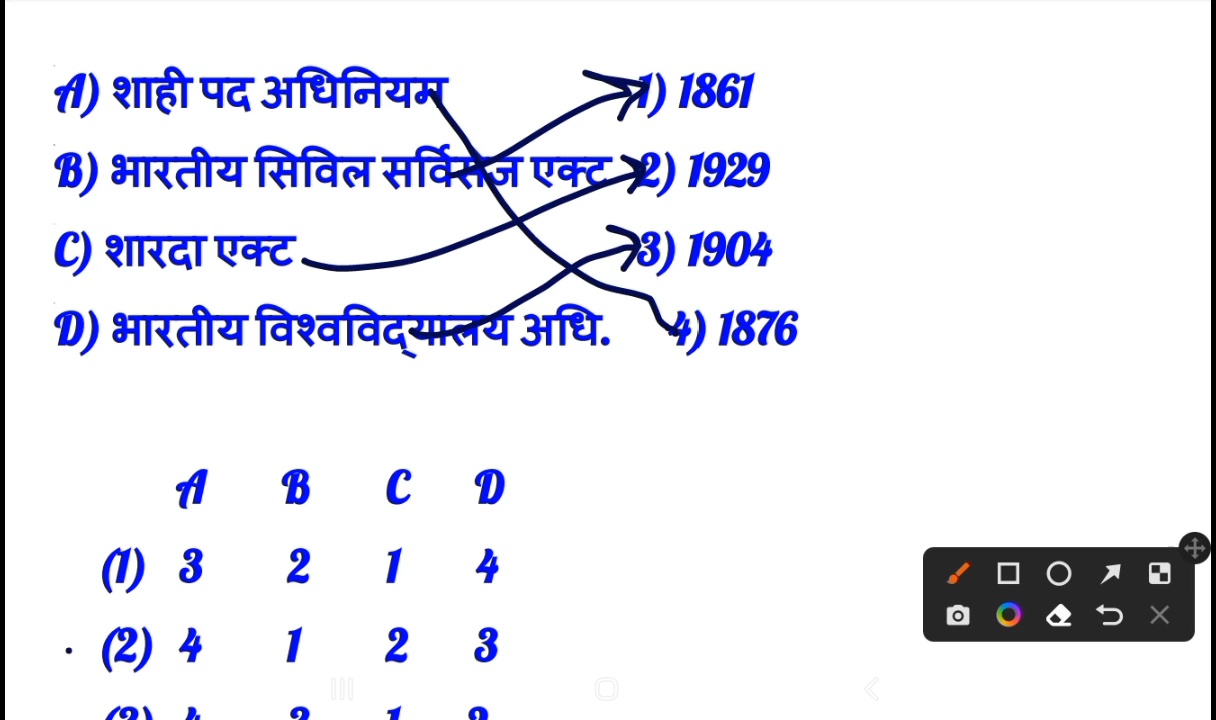 A) शाही पद अधिनियम 1) 1861
B) भारतीय सिविल सर्विसज एक्ट 2) 1929
C) शारदा एक्ट 3) 1904
D) भारतीय विश्वविद्यालय अधि. 4) 1876
A B C D
(1) 3 2 1 4
(2) 4 1 2 3